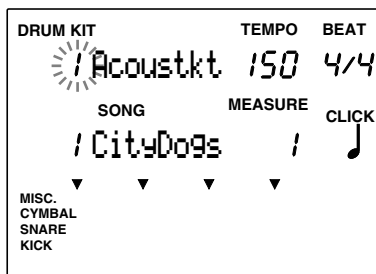 DRUM KIT TEMPO BEAT
1 Acoustkt 150 4/4
SONG MEASURE CLICK
1 CityDogs 1
MISC.
CYMBAL
SNARE
KICK